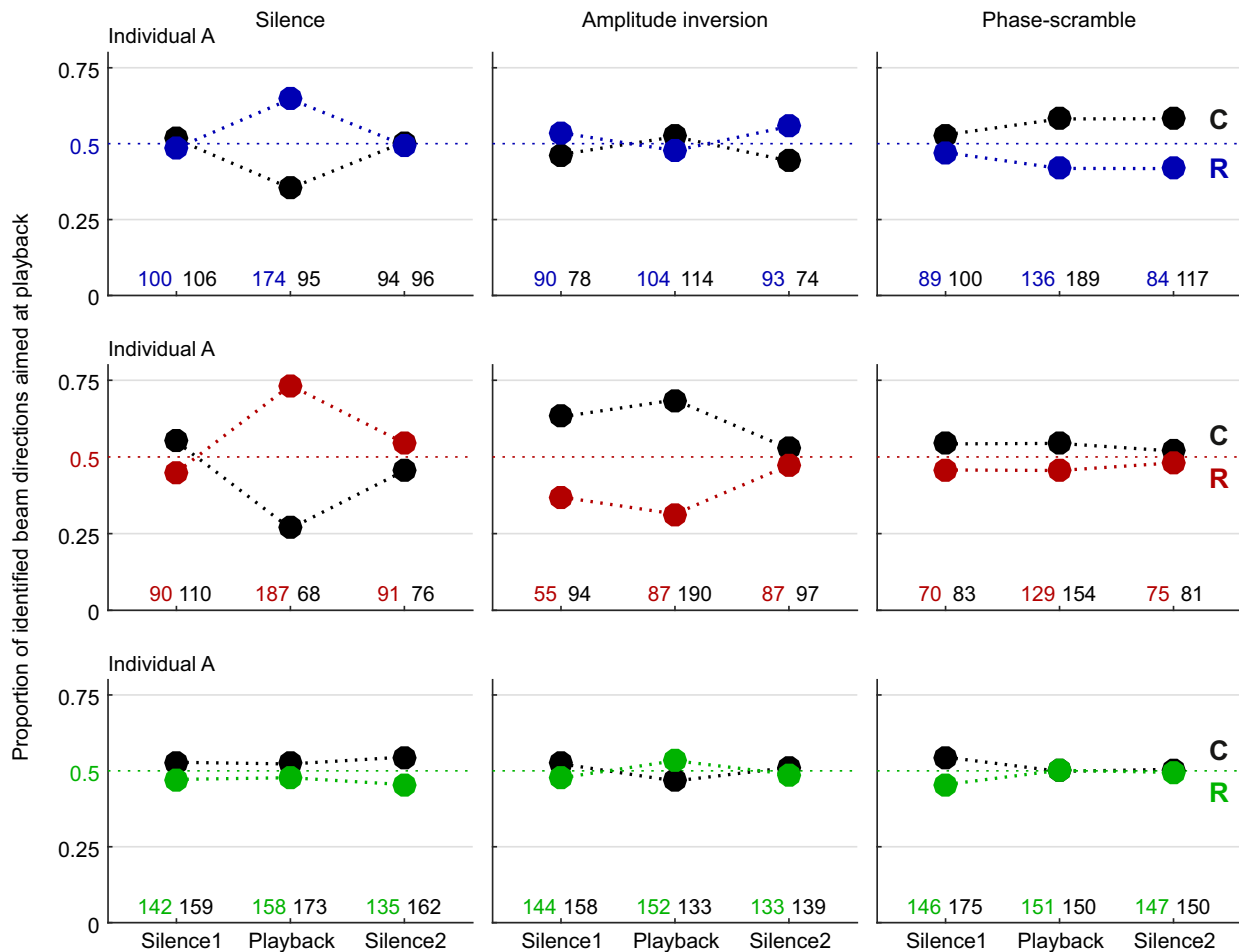 Silence Amplitude inversion Phase-scramble
Proportion of identified beam directions aimed at playback
Individual A
0.75
0.5
0.25
0
C
R
100 106 174 95 94 96
90 78 104 114 93 74
89 100 136 189 84 117
Individual A
0.75
0.5
0.25
0
C
R
90 110 187 68 91 76
55 94 87 190 87 97
70 83 129 154 75 81
Individual A
0.75
0.5
0.25
0
C
R
142 159 158 173 135 162
144 158 152 133 133 139
146 175 151 150 147 150
Silence1 Playback Silence2
Silence1 Playback Silence2
Silence1 Playback Silence2